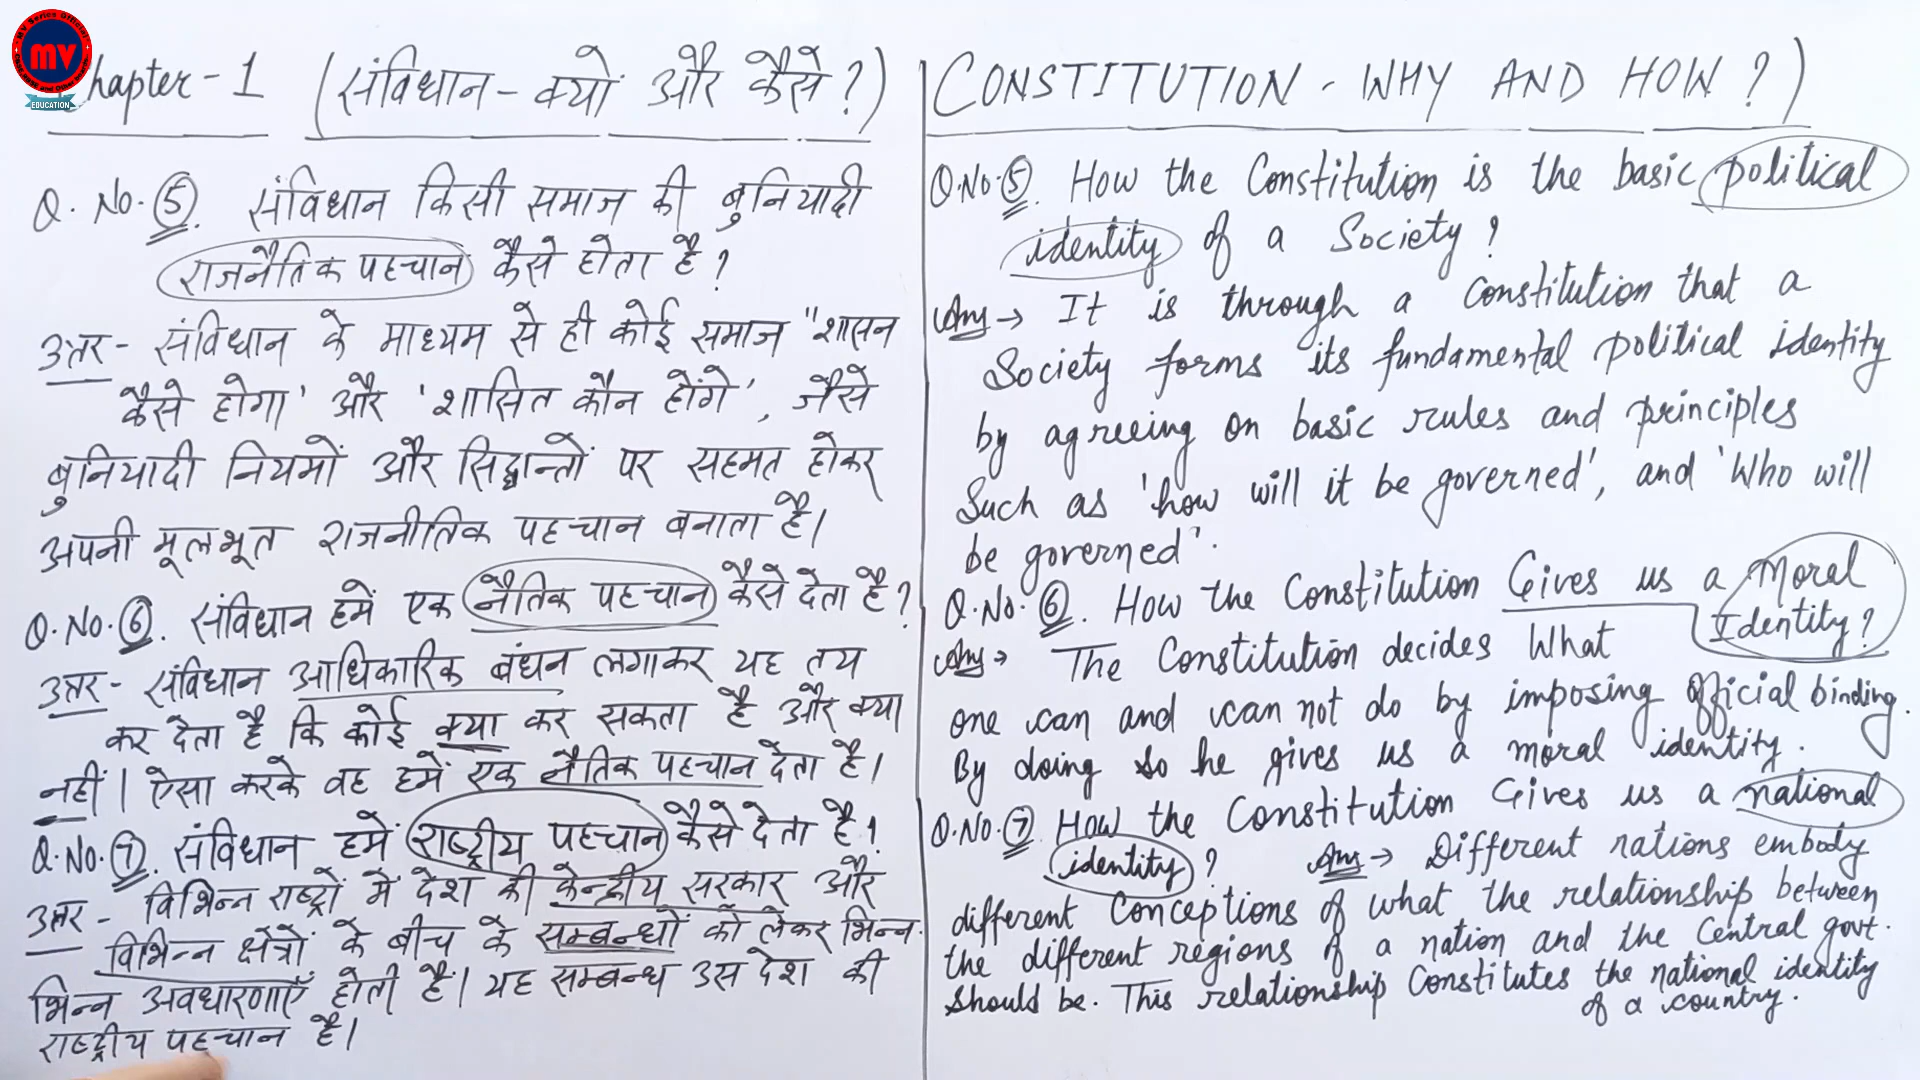 MV Series Official
MV
EDUCATION
Chapter - 1 (संविधान - क्यों और कैसे ?)
Q. No. 5. संविधान किसी समाज की बुनियादी
राजनैतिक पहचान कैसे होता है ?
उत्तर - संविधान के माध्यम से ही कोई समाज "शासन
कैसे होगा' और 'शासित कौन होंगे', जैसे
बुनियादी नियमों और सिद्धान्तों पर सहमत होकर
अपनी मूलभूत राजनीतिक पहचान बनाता है।
Q. No. 6. संविधान हमें एक नैतिक पहचान कैसे देता है ?
उत्तर - संविधान आधिकारिक बंधन लगाकर यह तय
कर देता है कि कोई क्या कर सकता है और क्या
नहीं। ऐसा करके वह हमें एक नैतिक पहचान देता है।
Q. No. 7. संविधान हमें राष्ट्रीय पहचान कैसे देता है ?
उत्तर - विभिन्न राष्ट्रों में देश की केन्द्रीय सरकार और
विभिन्न क्षेत्रों के बीच के सम्बन्धों को लेकर भिन्न-
भिन्न अवधारणाएँ होती हैं। यह सम्बन्ध उस देश की
राष्ट्रीय पहचान है।
CONSTITUTION - WHY AND HOW ?)
Q. No. 5. How the Constitution is the basic political
identity of a Society ?
Ans → It is through a constitution that a
Society forms its fundamental political identity
by agreeing on basic rules and principles
Such as 'how will it be governed', and 'Who will
be governed'.
Q. No. 6. How the Constitution Gives us a Moral
Identity ?
Ans → The Constitution decides What
one can and can not do by imposing official binding.
By doing so he gives us a moral identity.
Q. No. 7. How the Constitution Gives us a national
identity ? Ans → Different nations embody
different Conceptions of what the relationship between
the different regions of a nation and the Central govt.
should be. This relationship Constitutes the national identity
of a country.